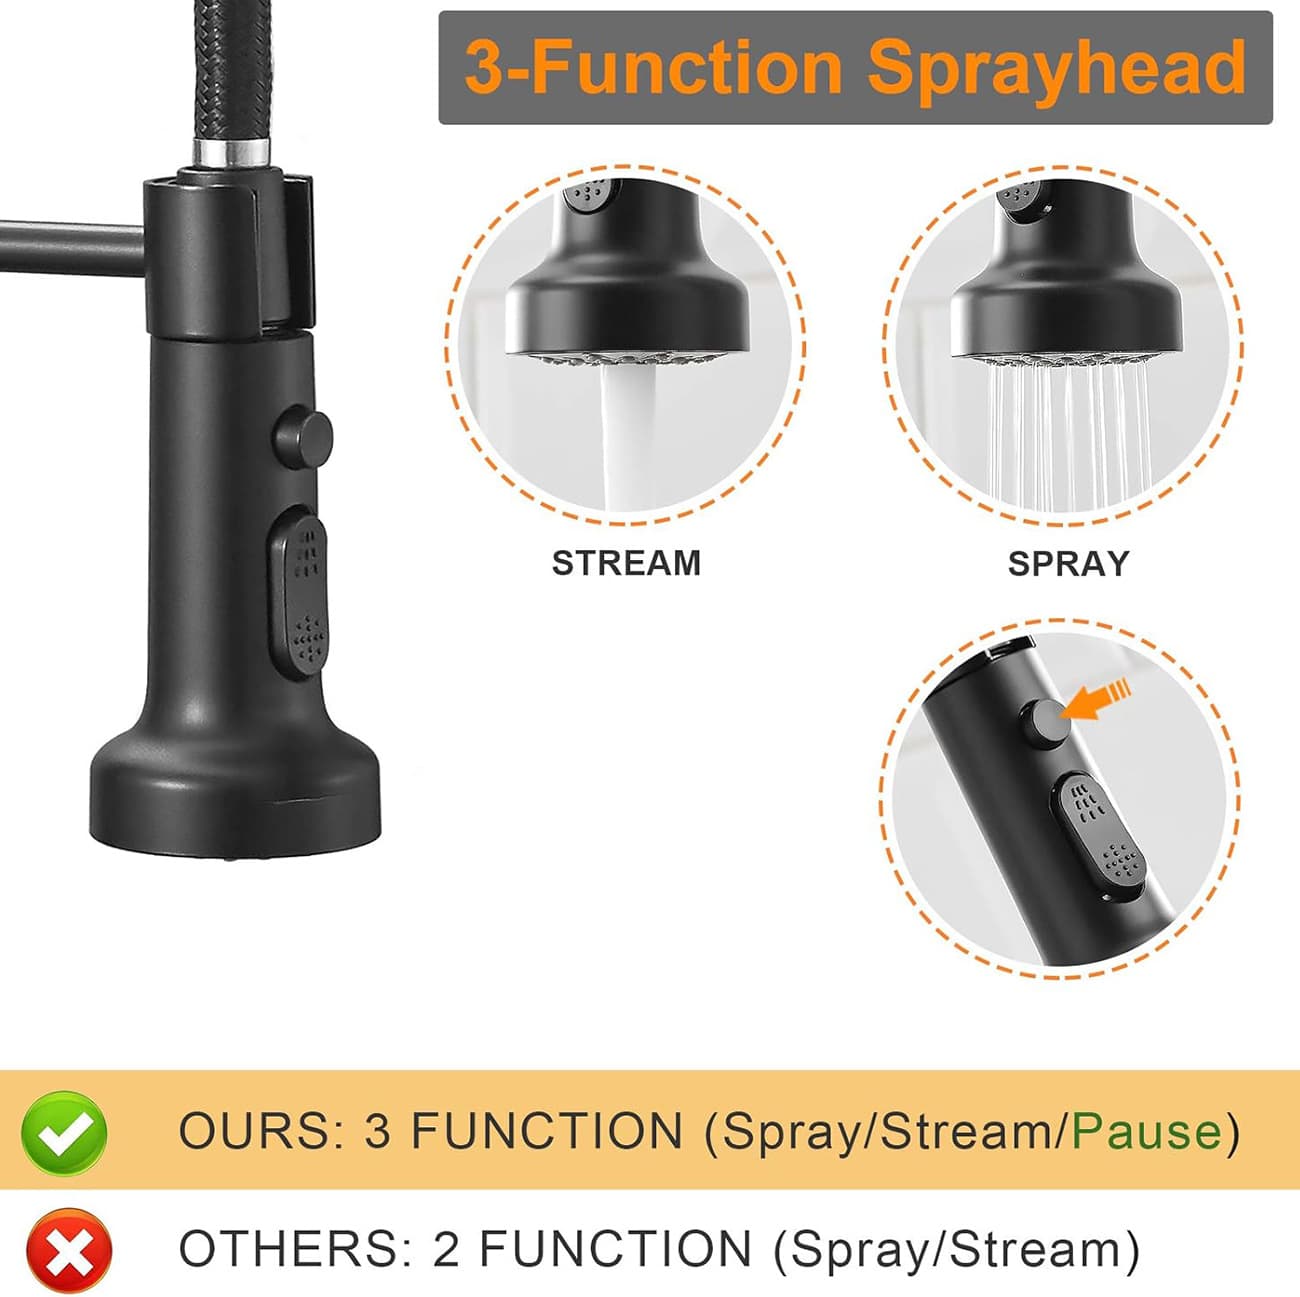 3-Function Sprayhead
STREAM
SPRAY
OURS: 3 FUNCTION (Spray/Stream/Pause)
OTHERS: 2 FUNCTION (Spray/Stream)